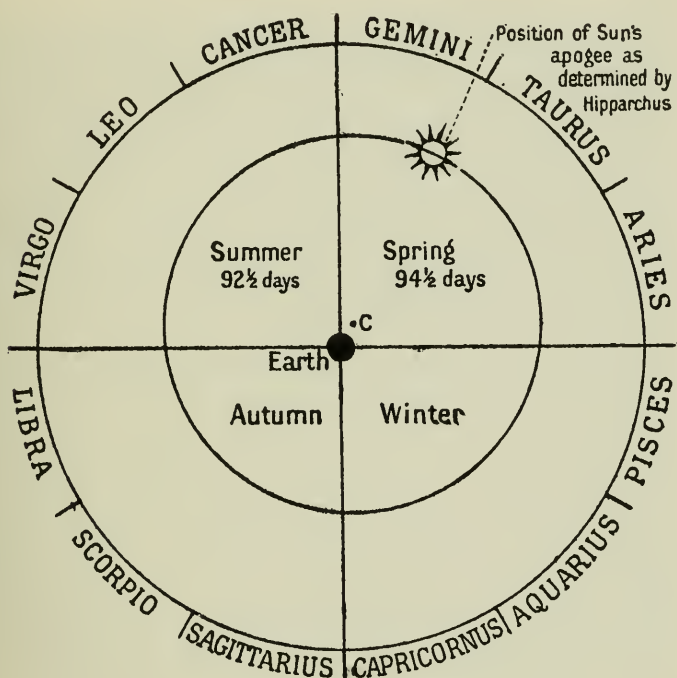 CANCER
GEMINI
Position of Sun's
apogee as
determined by
Hipparchus
LEO
TAURUS
VIRGO
ARIES
Summer
92½ days
Spring
94½ days
•C
Earth
Autumn
Winter
LIBRA
PISCES
SCORPIO
AQUARIUS
SAGITTARIUS
CAPRICORNUS